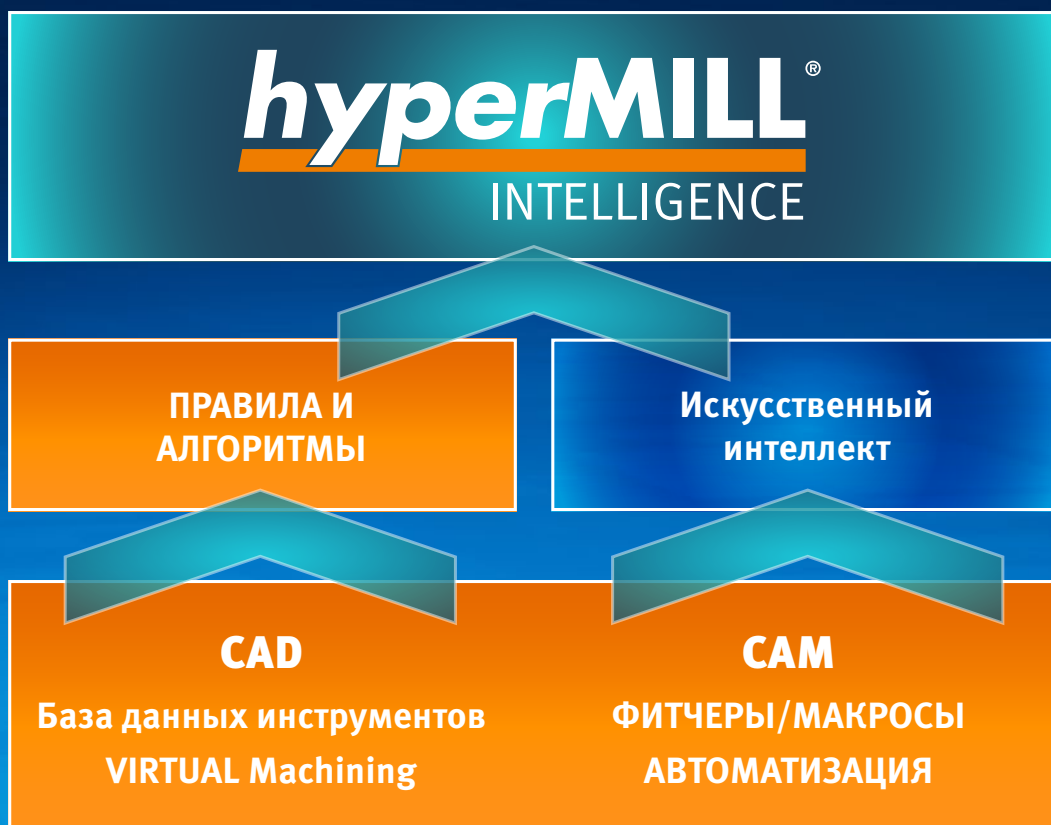 hyperMILL®
INTELLIGENCE
ПРАВИЛА И
АЛГОРИТМЫ
Искусственный
интеллект
CAD
База данных инструментов
VIRTUAL Machining
CAM
ФИТЧЕРЫ/МАКРОСЫ
АВТОМАТИЗАЦИЯ